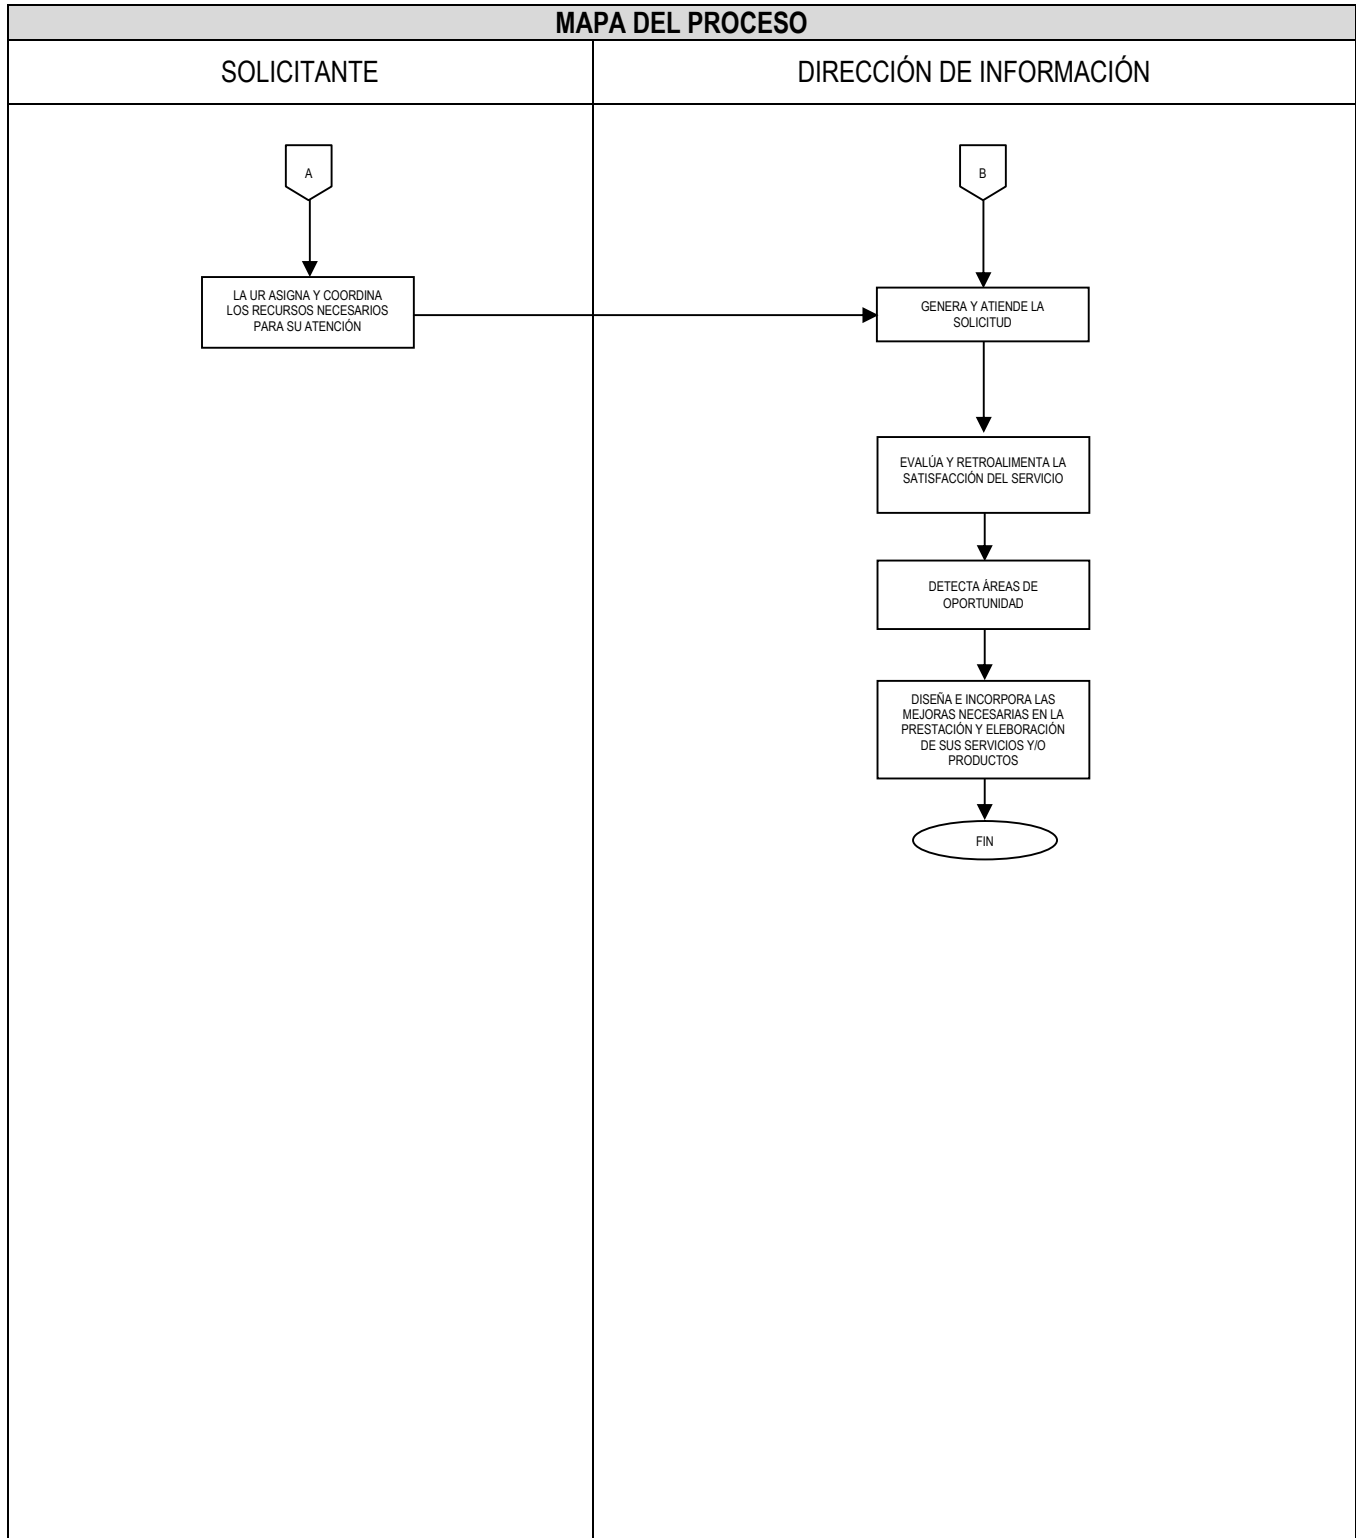 MAPA DEL PROCESO
SOLICITANTE
DIRECCIÓN DE INFORMACIÓN
A
B
LA UR ASIGNA Y COORDINA
LOS RECURSOS NECESARIOS
PARA SU ATENCIÓN
GENERA Y ATIENDE LA
SOLICITUD
EVALÚA Y RETROALIMENTA LA
SATISFACCIÓN DEL SERVICIO
DETECTA ÁREAS DE
OPORTUNIDAD
DISEÑA E INCORPORA LAS
MEJORAS NECESARIAS EN LA
PRESTACIÓN Y ELEBORACIÓN
DE SUS SERVICIOS Y/O
PRODUCTOS
FIN